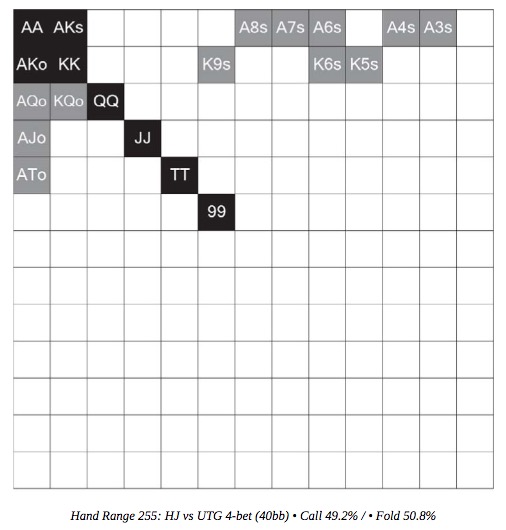 AA AKs A8s A7s A6s A4s A3s
AKo KK K9s K6s K5s
AQo KQo QQ
AJo JJ
ATo TT
99
Hand Range 255: HJ vs UTG 4-bet (40bb) • Call 49.2% / • Fold 50.8%